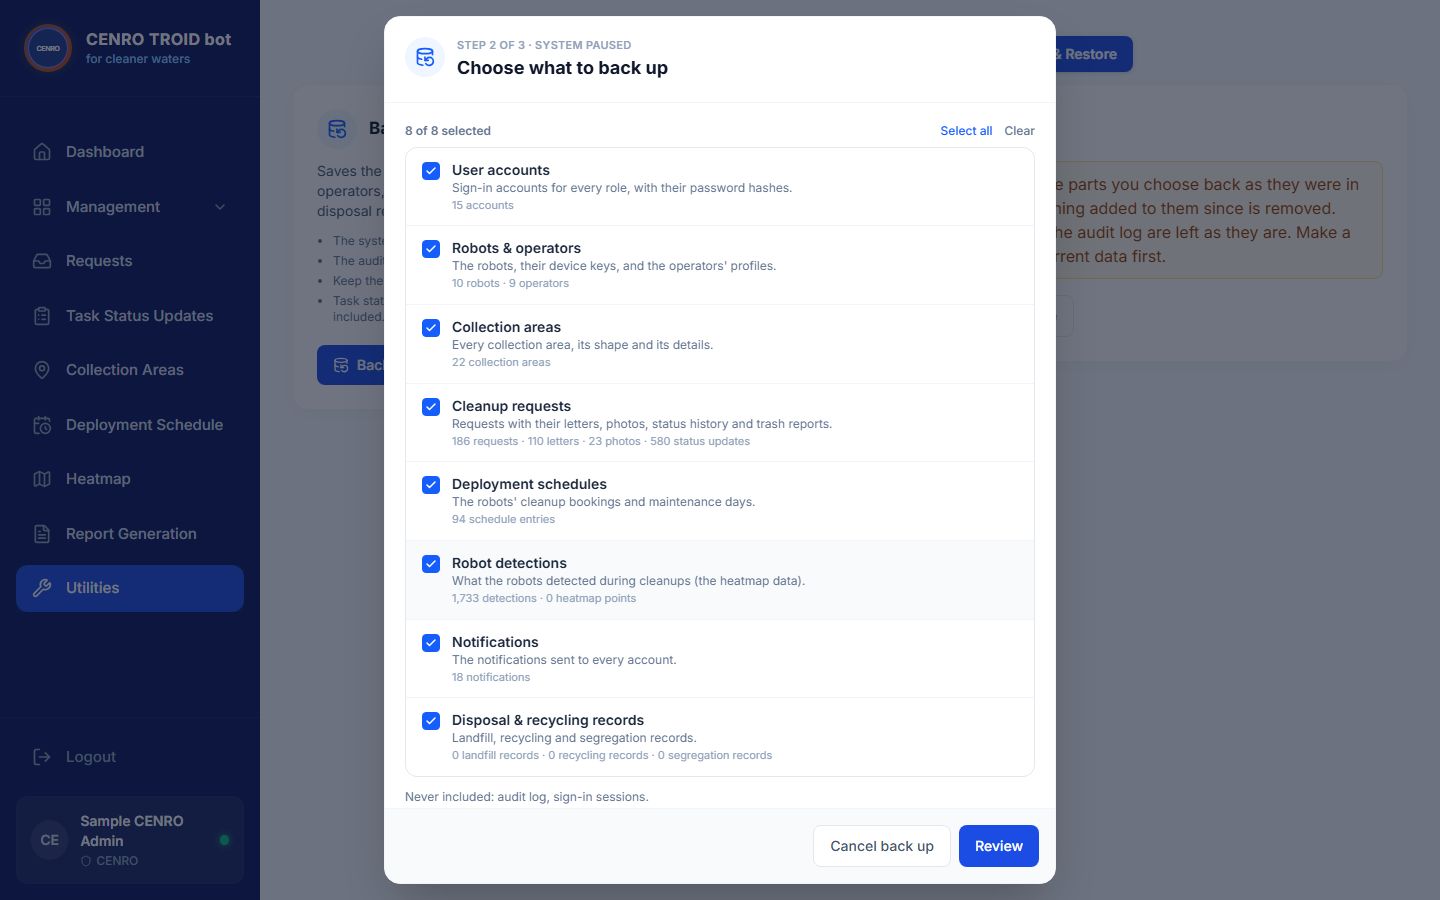 CENRO
CENRO TROID bot
for cleaner waters
Dashboard
Management
Requests
Task Status Updates
Collection Areas
Deployment Schedule
Heatmap
Report Generation
Utilities
Logout
CE
Sample CENRO
Admin
CENRO
Saves the
operators,
disposal
The
The
Keep the
Task
included.
& Restore
parts you choose back as they were in
added to them since is removed.
the audit log are left as they are. Make a
data first.
STEP 2 OF 3 · SYSTEM PAUSED
Choose what to back up
8 of 8 selected
Select all
Clear
User accounts
Sign-in accounts for every role, with their password hashes.
15 accounts
Robots & operators
The robots, their device keys, and the operators' profiles.
10 robots · 9 operators
Collection areas
Every collection area, its shape and its details.
22 collection areas
Cleanup requests
Requests with their letters, photos, status history and trash reports.
186 requests · 110 letters · 23 photos · 580 status updates
Deployment schedules
The robots' cleanup bookings and maintenance days.
94 schedule entries
Robot detections
What the robots detected during cleanups (the heatmap data).
1,733 detections · 0 heatmap points
Notifications
The notifications sent to every account.
18 notifications
Disposal & recycling records
Landfill, recycling and segregation records.
0 landfill records · 0 recycling records · 0 segregation records
Never included: audit log, sign-in sessions.
Cancel back up
Review